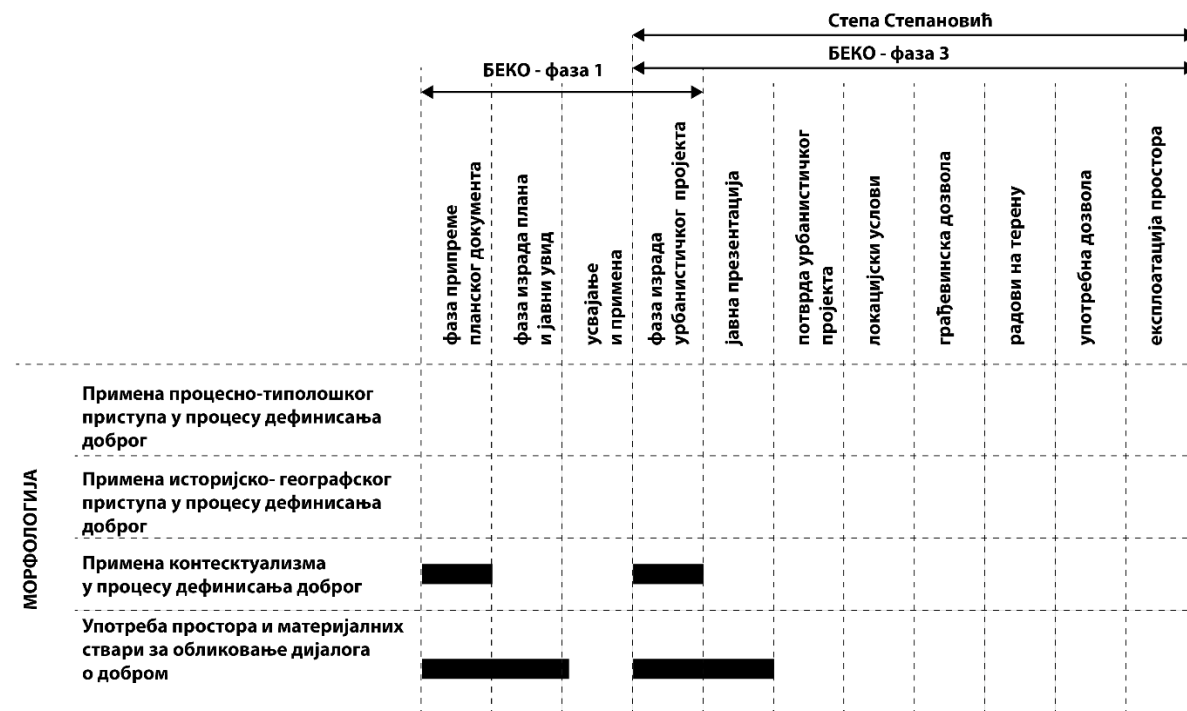 Степа Степановић
БЕКО - фаза 3
БЕКО - фаза 1
фаза припреме
планског документа
фаза израда плана
и јавни увид
усвајање
и примена
фаза израда
урбанистичког пројекта
јавна презентација
потврда урбанистичког
пројекта
локацијски услови
грађевинска дозвола
радови на терену
употребна дозвола
експлоатација простора
МОРФОЛОГИЈА
Примена процесно-типолошког
приступа у процесу дефинисања
доброг
Примена историјско- географског
приступа у процесу дефинисања
доброг
Примена контесктуализма
у процесу дефинисања доброг
Употреба простора и материјалних
ствари за обликовање дијалога
о добром